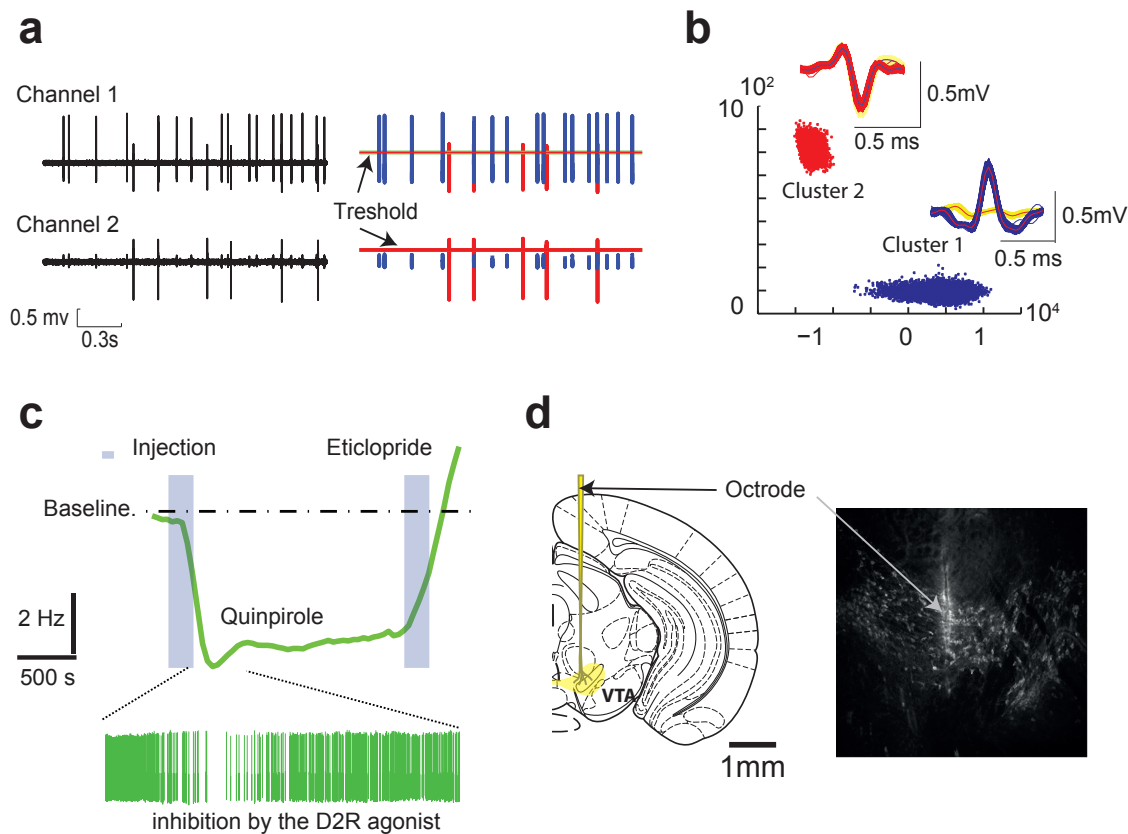 a
Channel 1
Treshold
Channel 2
0.5 mv
0.3s
b
10²
10
0
0.5mV
0.5 ms
Cluster 2
0.5mV
Cluster 1
0.5 ms
10⁴
−1 0 1
c
Injection Eticlopride
Baseline.
Quinpirole
2 Hz
500 s
inhibition by the D2R agonist
d
Octrode
VTA
1mm